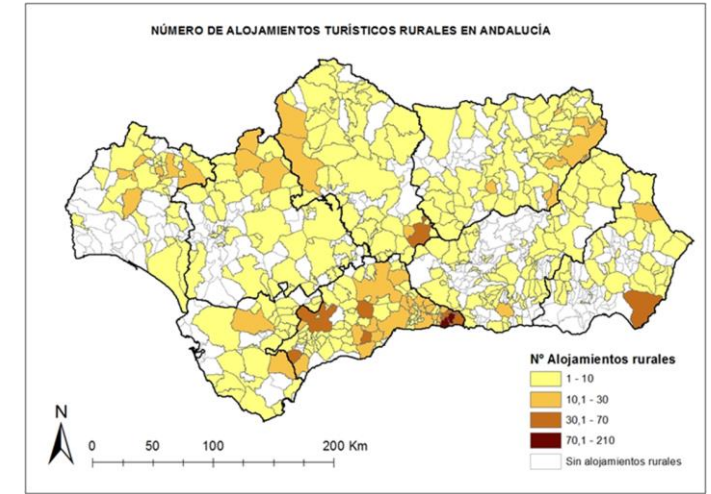 NÚMERO DE ALOJAMIENTOS TURÍSTICOS RURALES EN ANDALUCÍA
Nº Alojamientos rurales
1 - 10
10,1 - 30
30,1 - 70
70,1 - 210
Sin alojamientos rurales
N
0 50 100 200 Km